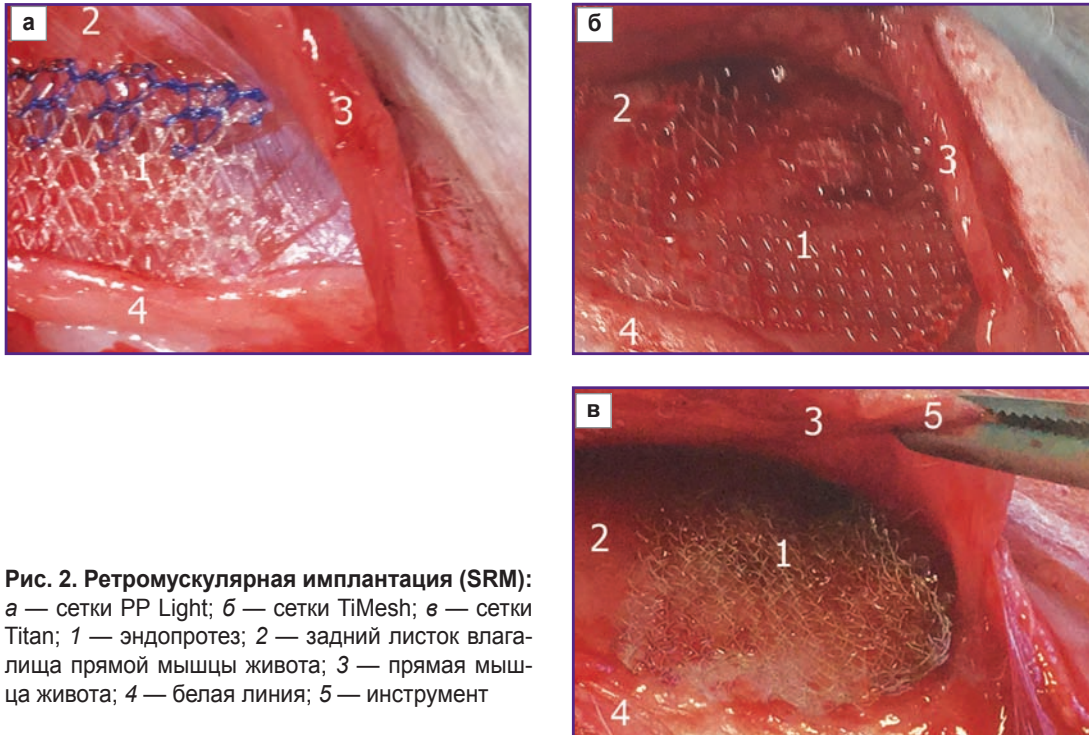 а
2
3
1
4
б
2
3
1
4
в
3
5
2
1
4
Рис. 2. Ретромускулярная имплантация (SRM):
а — сетки PP Light; б — сетки TiMesh; в — сетки
Titan; 1 — эндопротез; 2 — задний листок влага-
лища прямой мышцы живота; 3 — прямая мыш-
ца живота; 4 — белая линия; 5 — инструмент